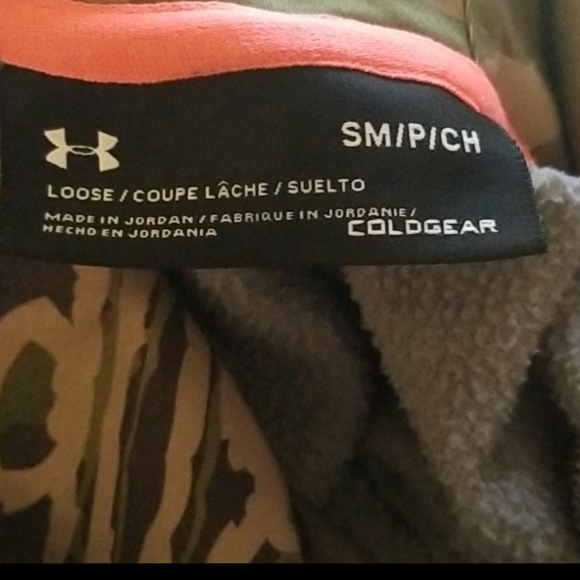 SM/P/CH
LOOSE / COUPE LÂCHE / SUELTO
MADE IN JORDAN / FABRIQUE IN JORDANIE /
HECHO EN JORDANIA
COLDGEAR